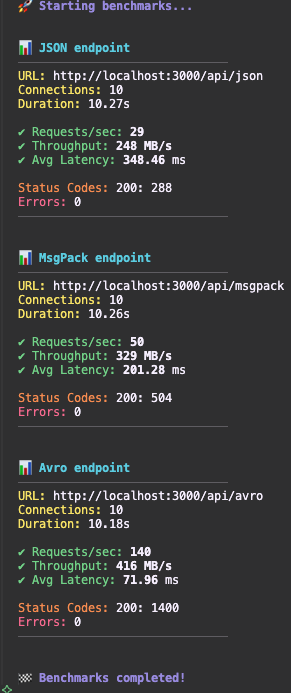 🚀 Starting benchmarks...
📊 JSON endpoint
URL: http://localhost:3000/api/json
Connections: 10
Duration: 10.27s
✔ Requests/sec: 29
✔ Throughput: 248 MB/s
✔ Avg Latency: 348.46 ms
Status Codes: 200: 288
Errors: 0
📊 MsgPack endpoint
URL: http://localhost:3000/api/msgpack
Connections: 10
Duration: 10.26s
✔ Requests/sec: 50
✔ Throughput: 329 MB/s
✔ Avg Latency: 201.28 ms
Status Codes: 200: 504
Errors: 0
📊 Avro endpoint
URL: http://localhost:3000/api/avro
Connections: 10
Duration: 10.18s
✔ Requests/sec: 140
✔ Throughput: 416 MB/s
✔ Avg Latency: 71.96 ms
Status Codes: 200: 1400
Errors: 0
🏁 Benchmarks completed!